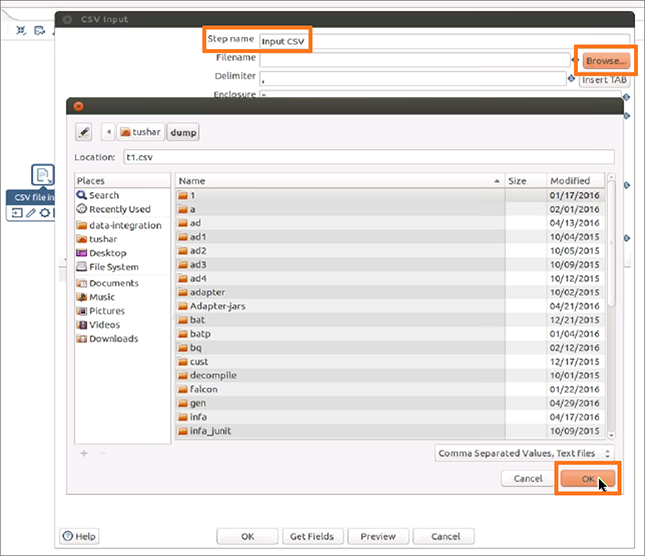 CSV Input
Step name Input CSV
Filename Browse...
Delimiter , Insert TAB
Enclosure "
tushar dump
Location: t1.csv
Places Name Size Modified
Search 1 01/17/2016
Recently Used a 02/01/2016
ad 04/13/2016
data-integration ad1 10/04/2015
tushar ad2 10/05/2015
Desktop ad3 10/09/2015
File System ad4 10/12/2015
Documents adapter 10/02/2015
Music Adapter-jars 04/21/2016
Pictures bat 12/21/2015
Videos batp 01/04/2016
Downloads bq 02/12/2016
cust 12/17/2015
decompile 10/01/2015
falcon 01/22/2016
gen 04/29/2016
infa 04/17/2016
infa_junit 10/09/2015
CSV file in
Comma Separated Values, Text files
Cancel OK
Help OK Get Fields Preview Cancel